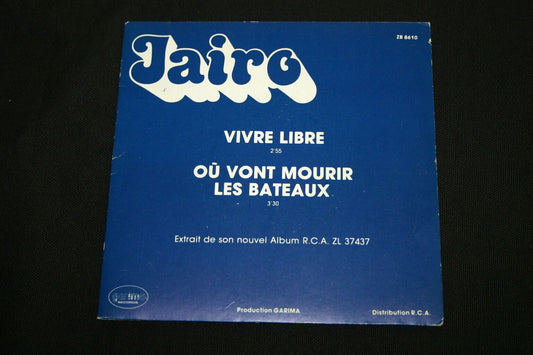 ZB 8610
Jairo
VIVRE LIBRE
2'55
OÙ VONT MOURIR
LES BATEAUX
3'30
Extrait de son nouvel Album R.C.A. ZL 37437
Production GARIMA
Distribution R.C.A.